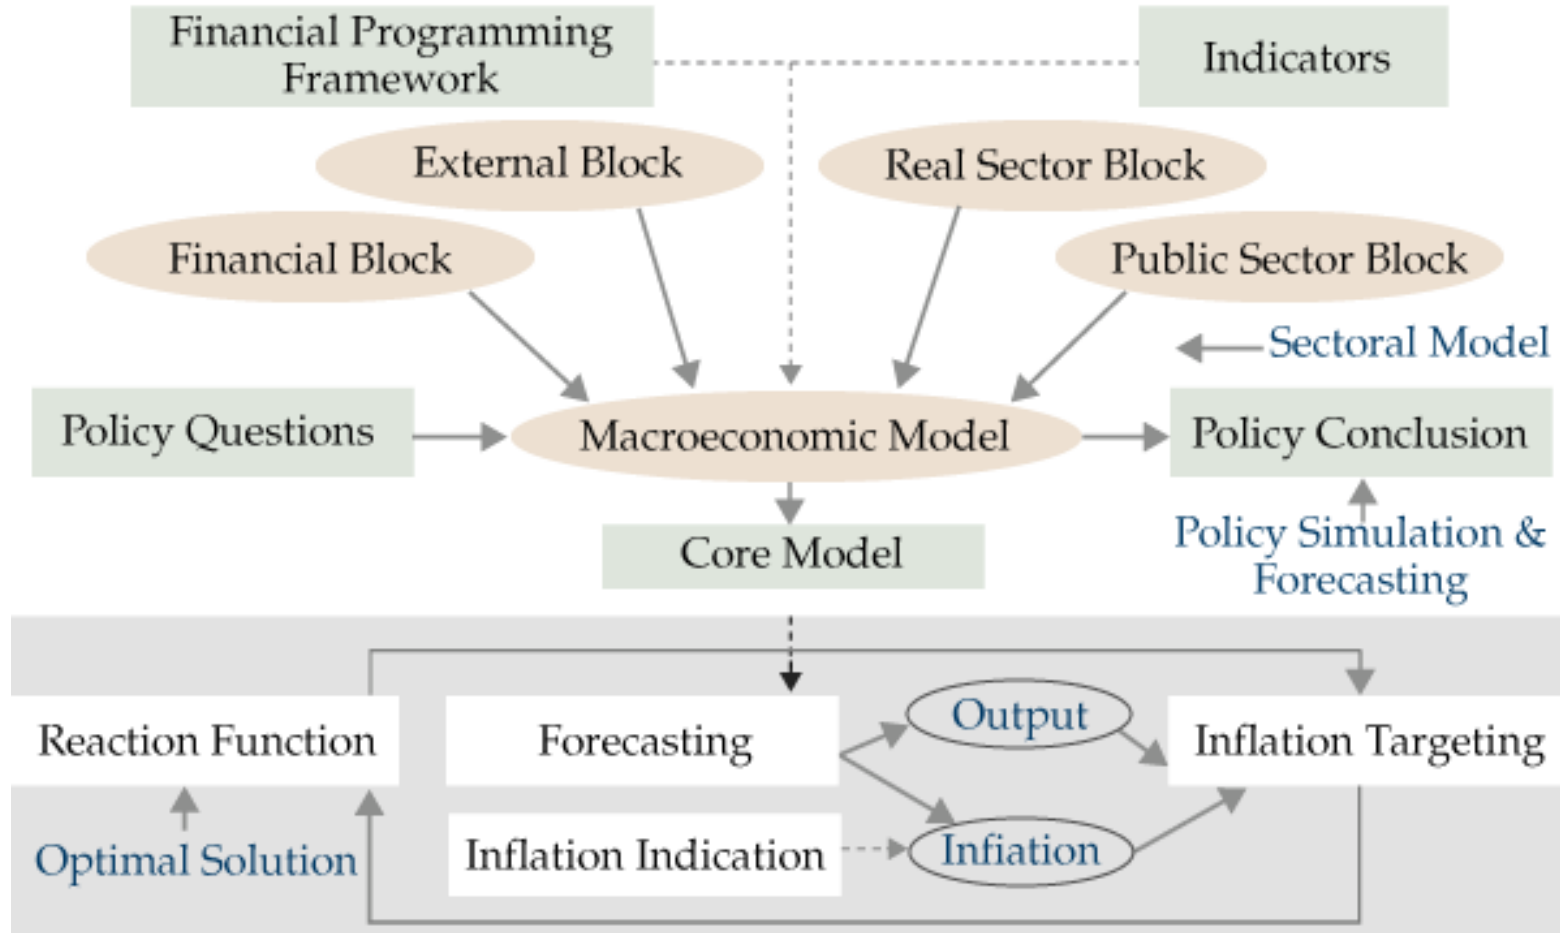 Financial Programming
Framework
Indicators
External Block
Real Sector Block
Financial Block
Public Sector Block
Sectoral Model
Policy Questions
Macroeconomic Model
Policy Conclusion
Core Model
Policy Simulation &
Forecasting
Reaction Function
Forecasting
Output
Inflation Targeting
Optimal Solution
Inflation Indication
Infiation